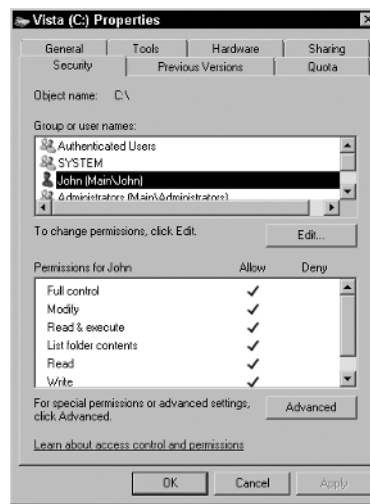 Vista (C:) Properties
General Tools Hardware Sharing
Security Previous Versions Quota
Object name: C:\
Group or user names:
Authenticated Users
SYSTEM
John (Main\John)
Administrators (Main\Administrators)
To change permissions, click Edit.
Edit...
Permissions for John Allow Deny
Full control
Modify
Read & execute
List folder contents
Read
Write
For special permissions or advanced settings,
click Advanced.
Advanced
Learn about access control and permissions
OK Cancel Apply